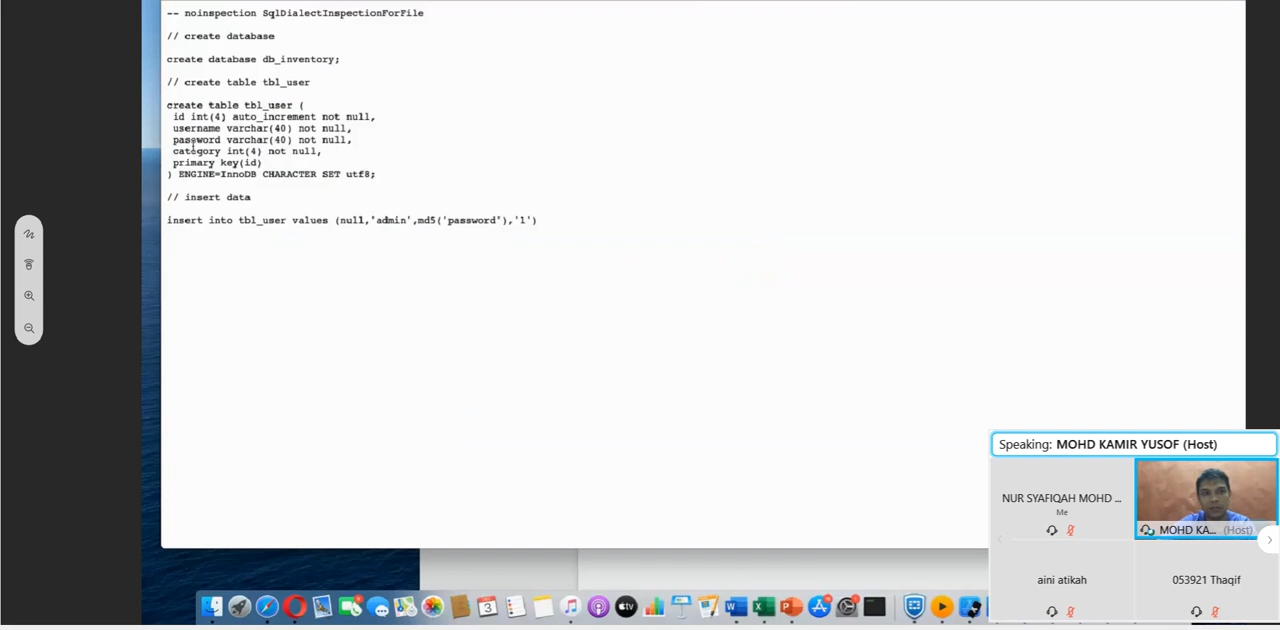 -- noinspection SqlDialectInspectionForFile
// create database
create database db_inventory;
// create table tbl_user
create table tbl_user (
id int(4) auto_increment not null,
username varchar(40) not null,
password varchar(40) not null,
category int(4) not null,
primary key(id)
) ENGINE=InnoDB CHARACTER SET utf8;
// insert data
insert into tbl_user values (null,'admin',md5('password'),'1')
Speaking: MOHD KAMIR YUSOF (Host)
NUR SYAFIQAH MOHD ...
Me
MOHD KA... (Host)
aini atikah
053921 Thaqif
3
tv